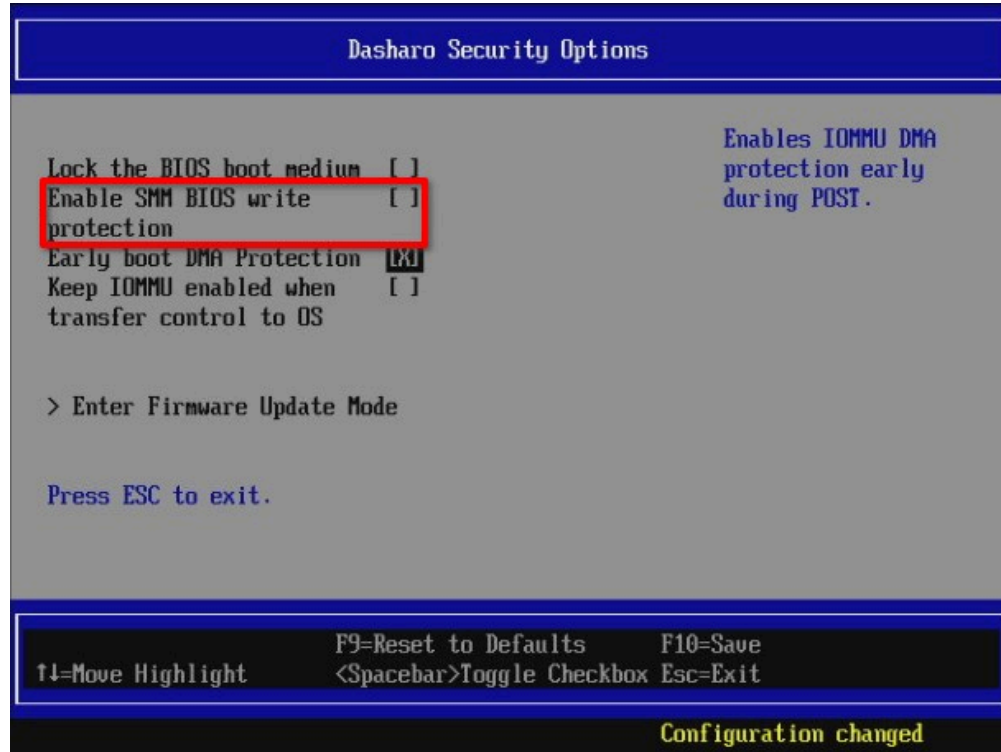 Dasharo Security Options
Lock the BIOS boot medium [ ]
Enable SMM BIOS write [ ]
protection
Early boot DMA Protection [X]
Keep IOMMU enabled when [ ]
transfer control to OS
> Enter Firmware Update Mode
Press ESC to exit.
Enables IOMMU DMA
protection early
during POST.
F9=Reset to Defaults F10=Save
↑↓=Move Highlight <Spacebar>Toggle Checkbox Esc=Exit
Configuration changed